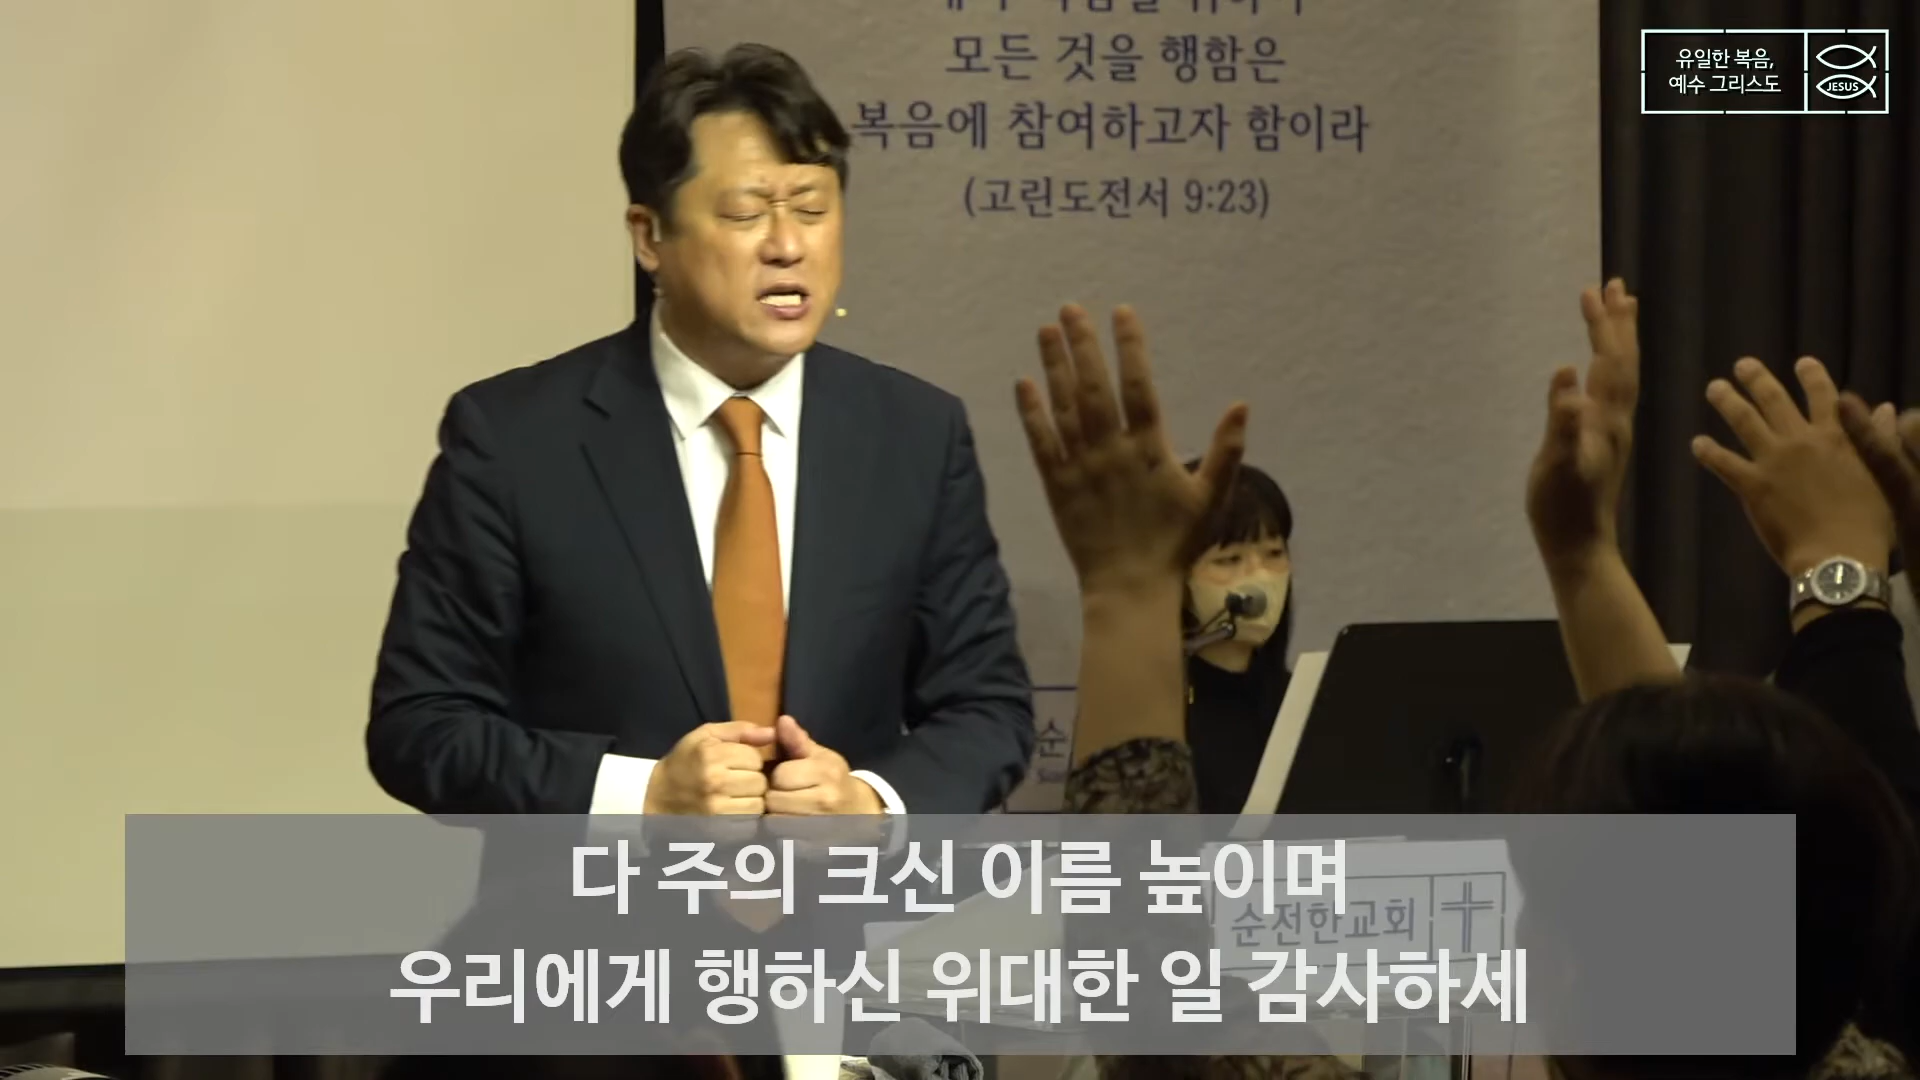 모든 것을 행함은
복음에 참여하고자 함이라
(고린도전서 9:23)
유일한 복음,
예수 그리스도
JESUS
순
다 주의 크신 이름 높이며
우리에게 행하신 위대한 일 감사하세
순전한교회